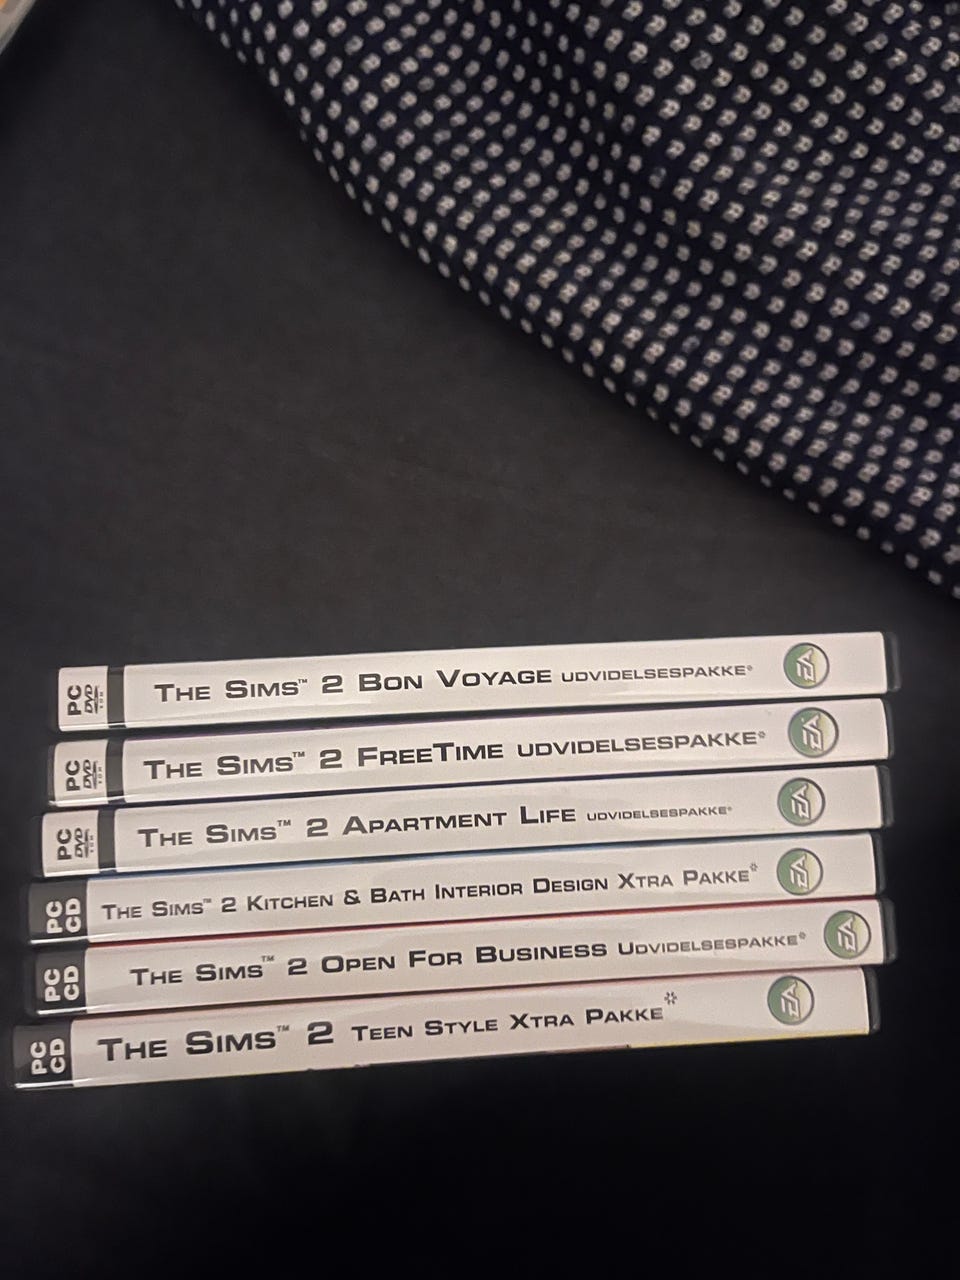 PC DVD ROM THE SIMS™ 2 BON VOYAGE UDVIDELSESPAKKE* EA
PC DVD ROM THE SIMS™ 2 FREETIME UDVIDELSESPAKKE* EA
PC DVD ROM THE SIMS™ 2 APARTMENT LIFE UDVIDELSESPAKKE* EA
PC CD THE SIMS™ 2 KITCHEN & BATH INTERIOR DESIGN XTRA PAKKE* EA
PC CD THE SIMS™ 2 OPEN FOR BUSINESS UDVIDELSESPAKKE* EA
PC CD THE SIMS™ 2 TEEN STYLE XTRA PAKKE* EA